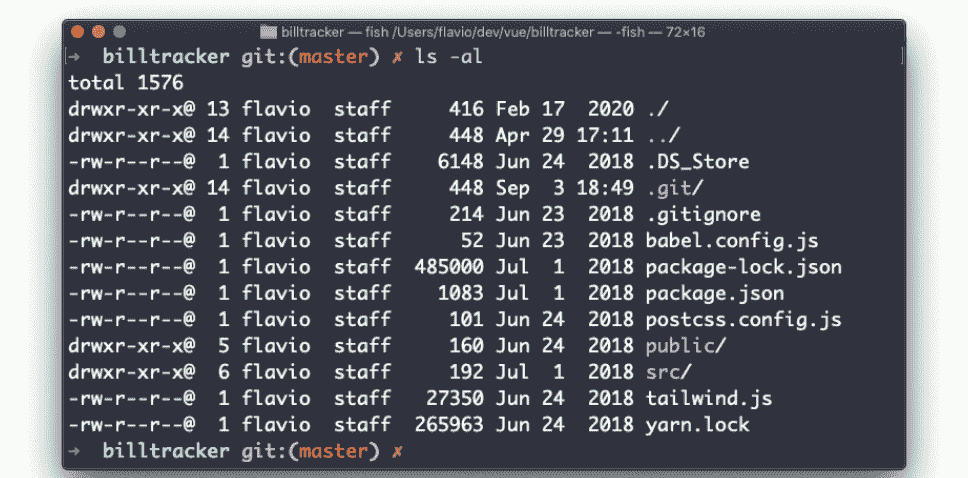 billtracker — fish /Users/flavio/dev/vue/billtracker — -fish — 72×16
→ billtracker git:(master) ✗ ls -al
total 1576
drwxr-xr-x@ 13 flavio  staff     416 Feb 17  2020 ./
drwxr-xr-x@ 14 flavio  staff     448 Apr 29 17:11 ../
-rw-r--r--@  1 flavio  staff    6148 Jun 24  2018 .DS_Store
drwxr-xr-x@ 14 flavio  staff     448 Sep  3 18:49 .git/
-rw-r--r--@  1 flavio  staff     214 Jun 23  2018 .gitignore
-rw-r--r--@  1 flavio  staff      52 Jun 23  2018 babel.config.js
-rw-r--r--@  1 flavio  staff  485000 Jul  1  2018 package-lock.json
-rw-r--r--@  1 flavio  staff    1083 Jul  1  2018 package.json
-rw-r--r--@  1 flavio  staff     101 Jun 24  2018 postcss.config.js
drwxr-xr-x@  5 flavio  staff     160 Jun 24  2018 public/
drwxr-xr-x@  6 flavio  staff     192 Jul  1  2018 src/
-rw-r--r--@  1 flavio  staff   27350 Jun 24  2018 tailwind.js
-rw-r--r--@  1 flavio  staff  265963 Jun 24  2018 yarn.lock
→ billtracker git:(master) ✗